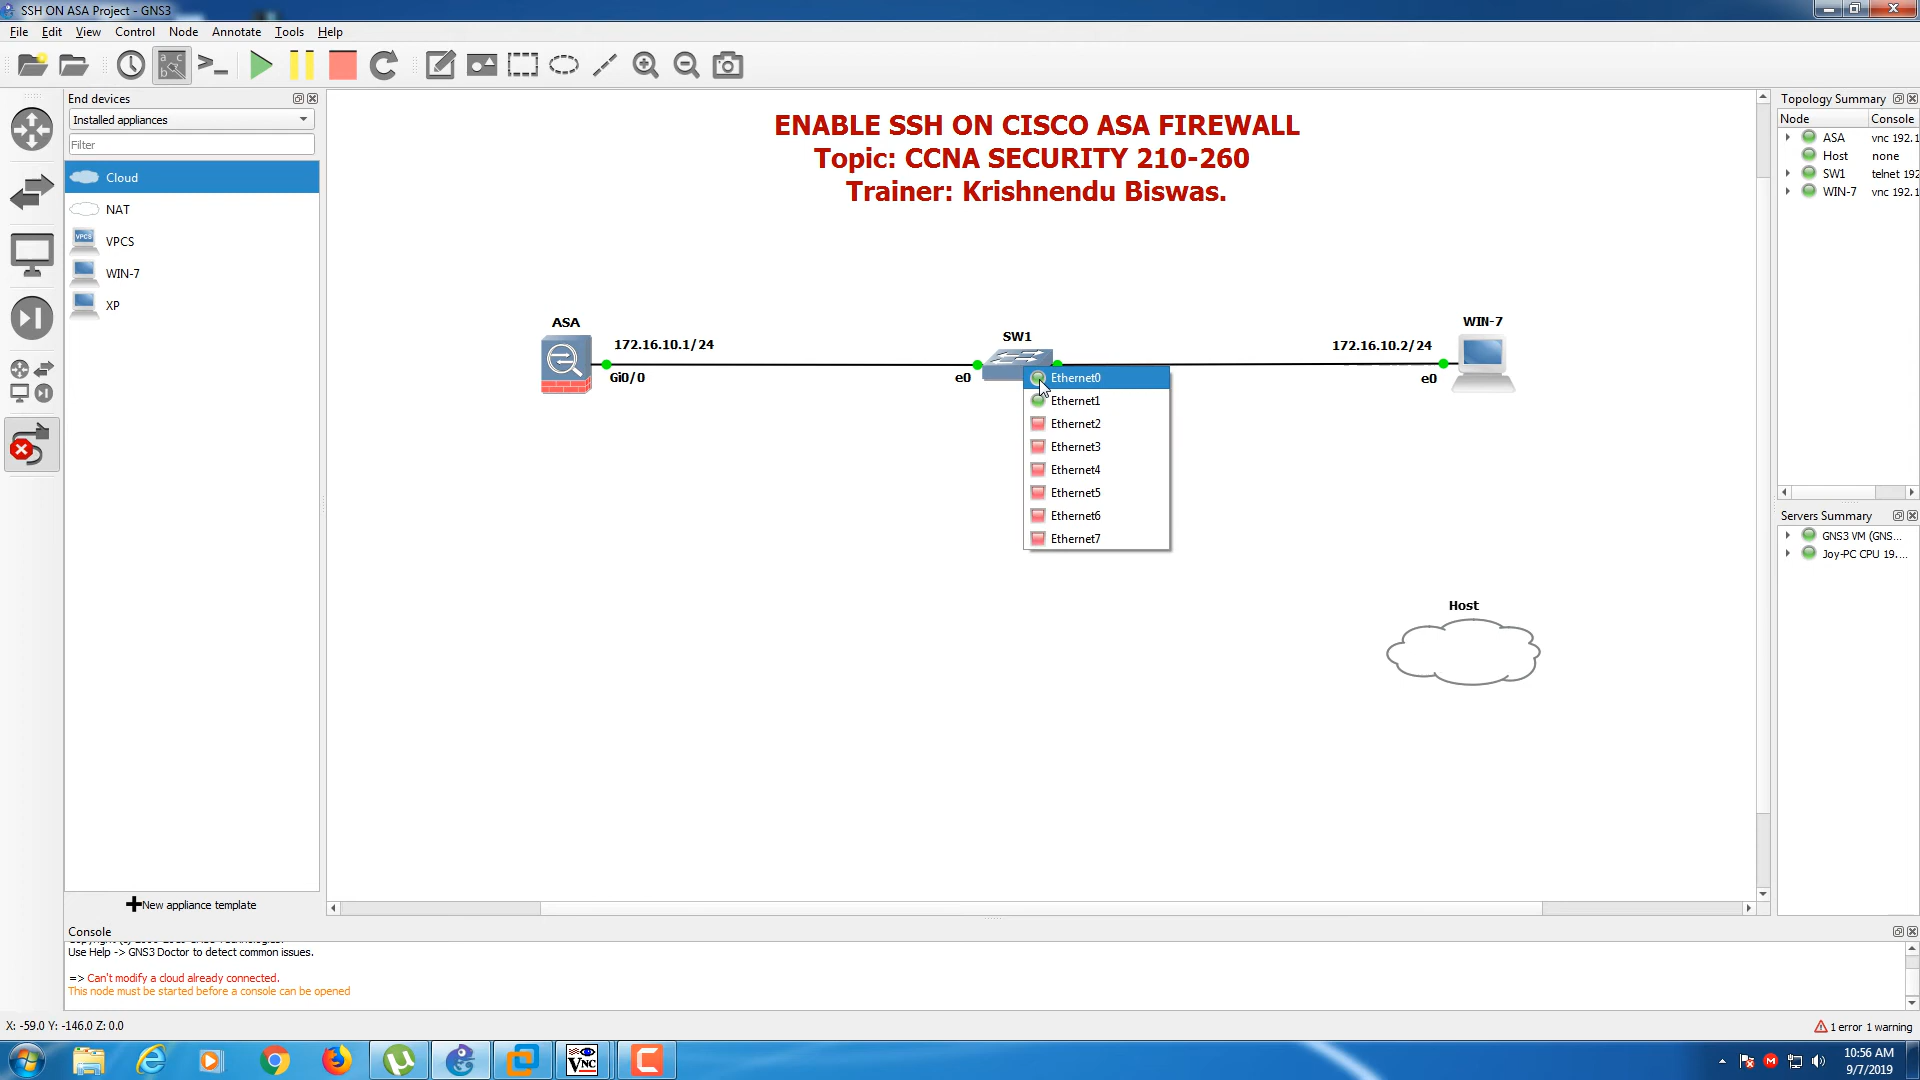 SSH ON ASA Project - GNS3
File Edit View Control Node Annotate Tools Help
End devices
Installed appliances
Filter
Cloud
NAT
VPCS
WIN-7
XP
New appliance template
ENABLE SSH ON CISCO ASA FIREWALL
Topic: CCNA SECURITY 210-260
Trainer: Krishnendu Biswas.
ASA
172.16.10.1/24
Gi0/0
SW1
e0
172.16.10.2/24
e0
WIN-7
Ethernet0
Ethernet1
Ethernet2
Ethernet3
Ethernet4
Ethernet5
Ethernet6
Ethernet7
Host
Topology Summary
Node Console
ASA vnc 192.1
Host none
SW1 telnet 192
WIN-7 vnc 192.1
Servers Summary
GNS3 VM (GNS...
Joy-PC CPU 19....
Console
Use Help -> GNS3 Doctor to detect common issues.
=> Can't modify a cloud already connected.
This node must be started before a console can be opened
X: -59.0 Y: -146.0 Z: 0.0
1 error 1 warning
10:56 AM
9/7/2019